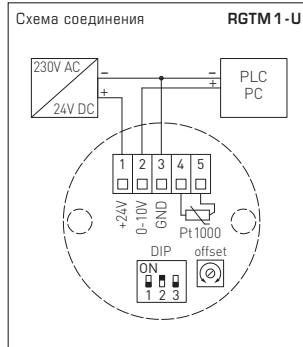 Схема соединения RGTM 1 - U
230V AC
24V DC
–
+
–
+
PLC
PC
1 2 3 4 5
+24V
0-10V
GND
Pt1000
DIP offset
ON
1 2 3